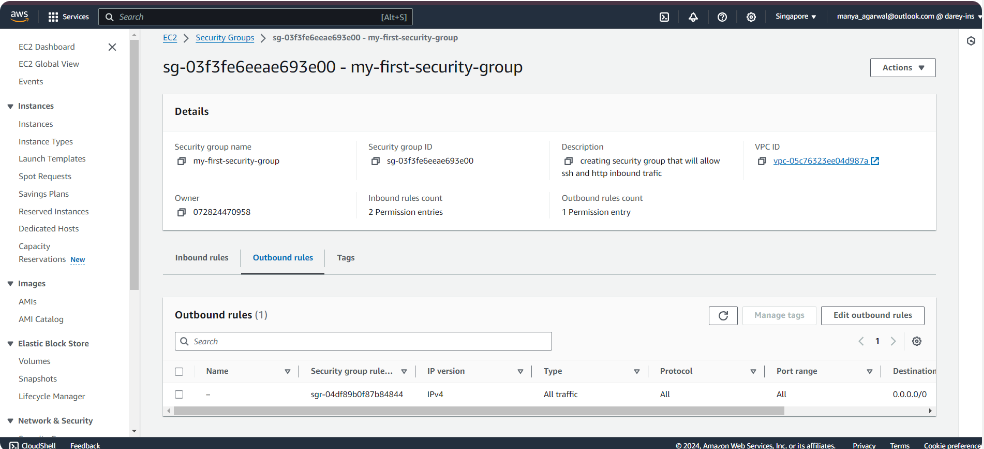 aws Services Search [Alt+S] Singapore manya_agarwal@outlook.com @ darey-ins
EC2 Dashboard
EC2 Global View
Events
Instances
Instances
Instance Types
Launch Templates
Spot Requests
Savings Plans
Reserved Instances
Dedicated Hosts
Capacity
Reservations New
Images
AMIs
AMI Catalog
Elastic Block Store
Volumes
Snapshots
Lifecycle Manager
Network & Security
EC2 > Security Groups > sg-03f3fe6eeae693e00 - my-first-security-group
sg-03f3fe6eeae693e00 - my-first-security-group
Actions
Details
Security group name
my-first-security-group
Security group ID
sg-03f3fe6eeae693e00
Description
creating security group that will allow
ssh and http inbound trafic
VPC ID
vpc-05c76323ee04d987a
Owner
072824470958
Inbound rules count
2 Permission entries
Outbound rules count
1 Permission entry
Inbound rules Outbound rules Tags
Outbound rules (1)
Manage tags Edit outbound rules
Search
1
Name Security group rule... IP version Type Protocol Port range Destination
– sgr-04df89b0f87b84844 IPv4 All traffic All All 0.0.0.0/0
CloudShell Feedback © 2024, Amazon Web Services, Inc. or its affiliates. Privacy Terms Cookie preference